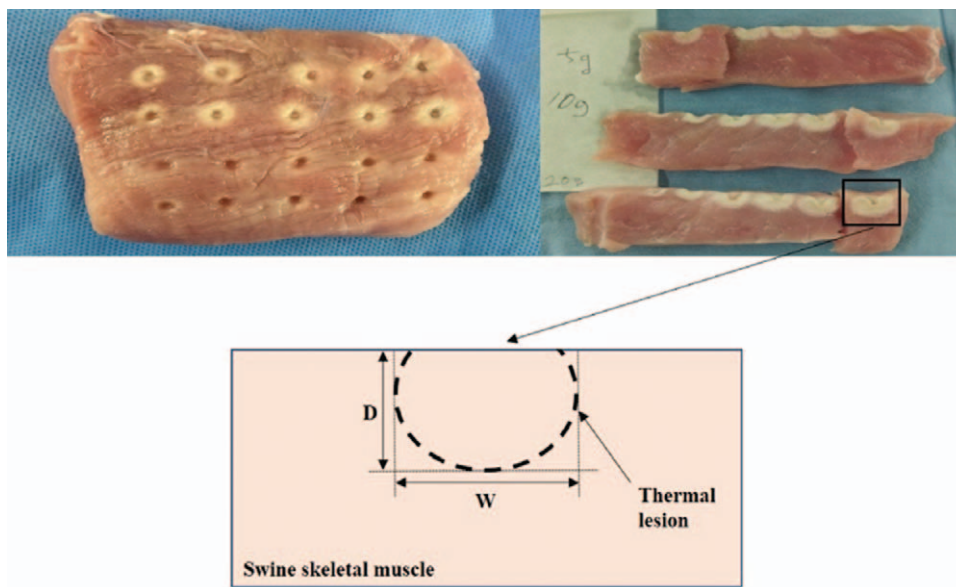 5g
10g
20g
D
W
Thermal
lesion
Swine skeletal muscle